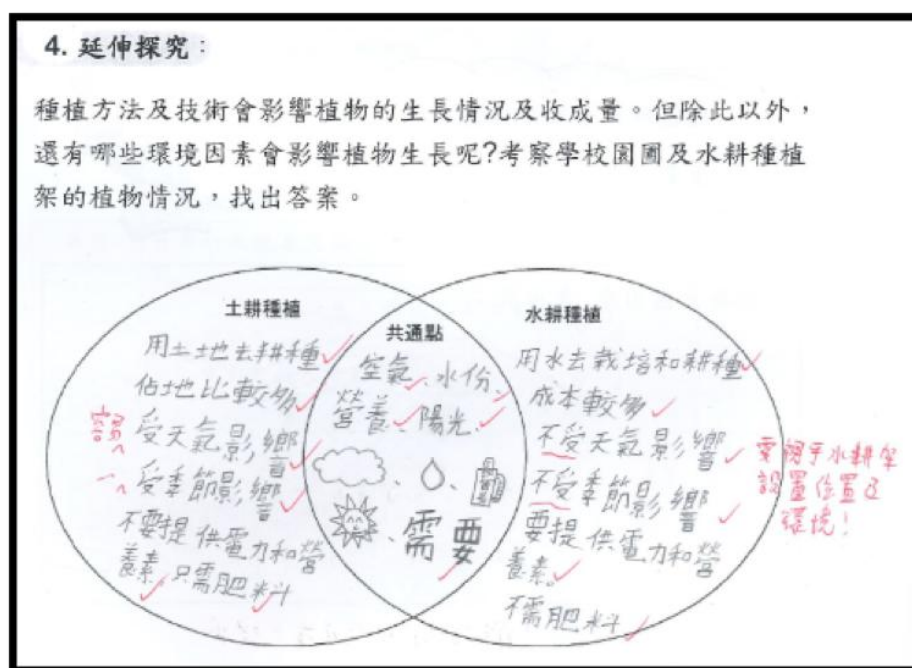 4. 延伸探究：
種植方法及技術會影響植物的生長情況及收成量。但除此以外，
還有哪些環境因素會影響植物生長呢?考察學校園圃及水耕種植
架的植物情況，找出答案。
土耕種植
用土地去耕種
佔地比較多
容易
受天氣影響
受季節影響
不要提供電力和營
養素。只需肥料
共通點
空氣、水份、
營養、陽光、
需要
水耕種植
用水去栽培和耕種
成本較多
不受天氣影響
不受季節影響
要提供電力和營
養素。
不需肥料
要視乎水耕架
設置位置及
環境！